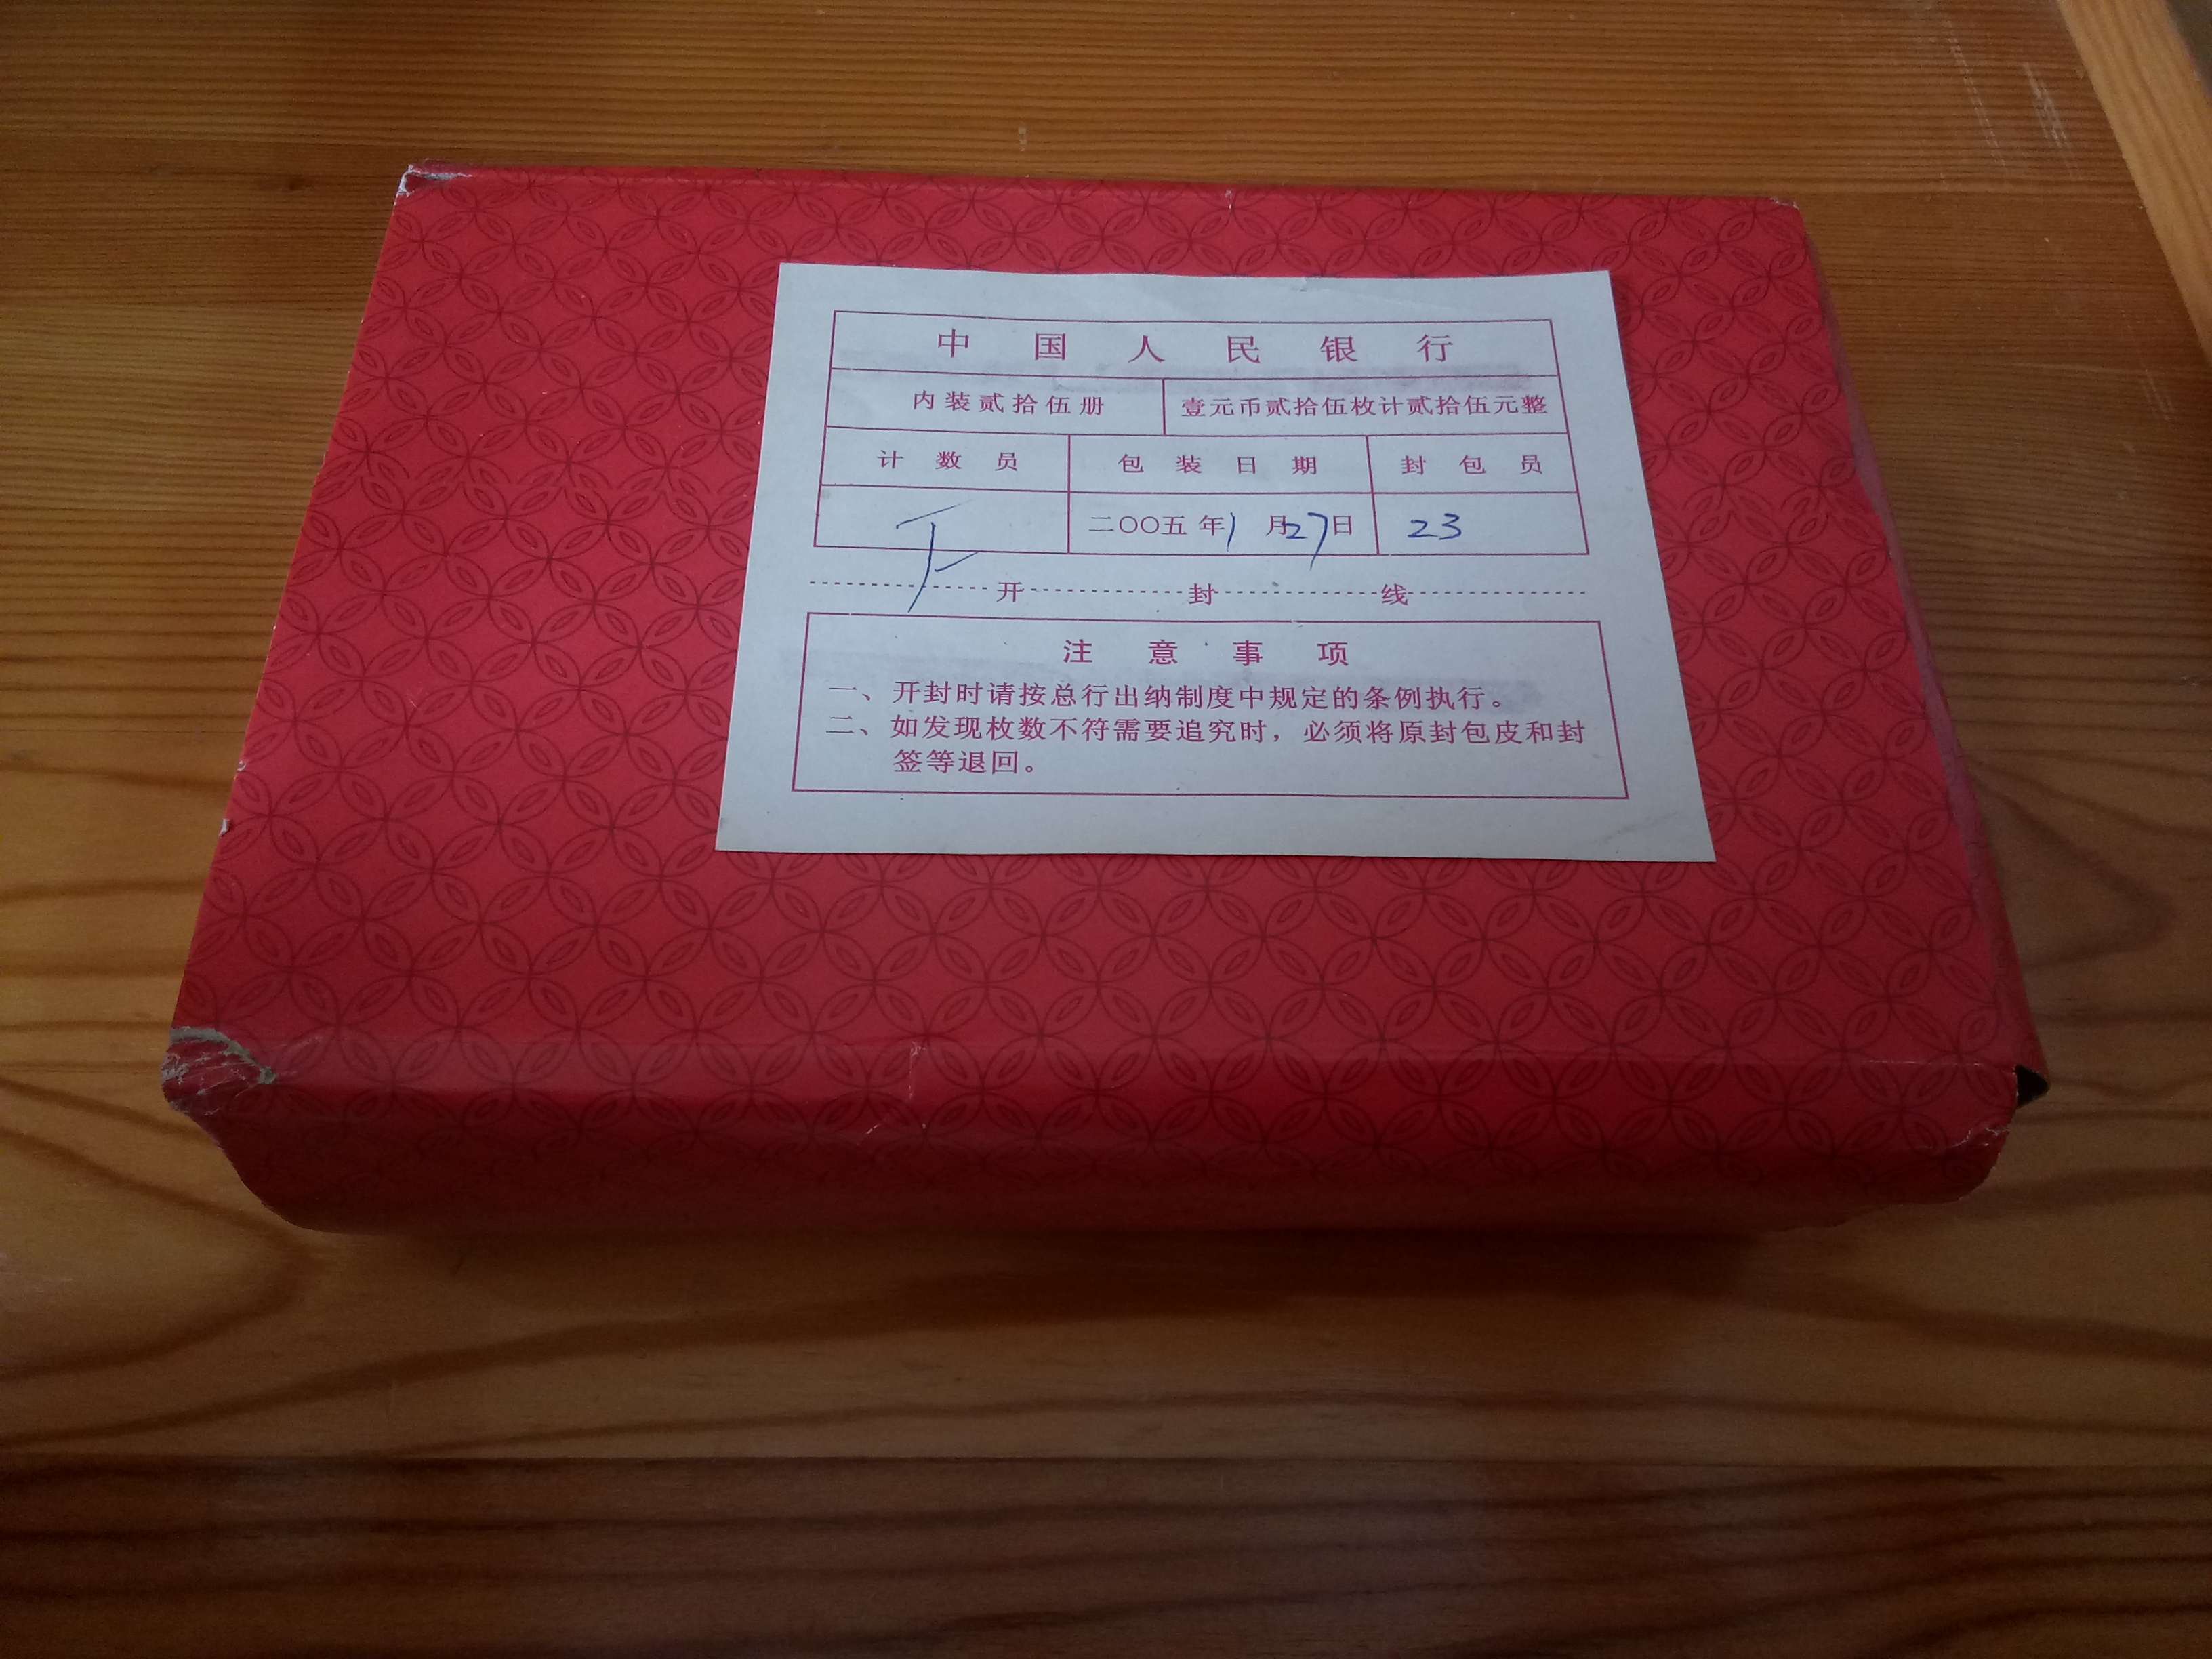 中国人民银行
内装贰拾伍册 壹元币贰拾伍枚计贰拾伍元整
计数员 包装日期 封包员
二〇〇五年1月27日 23
开封线
注意事项
一、开封时请按总行出纳制度中规定的条例执行。
二、如发现枚数不符需要追究时，必须将原封包皮和封
签等退回。